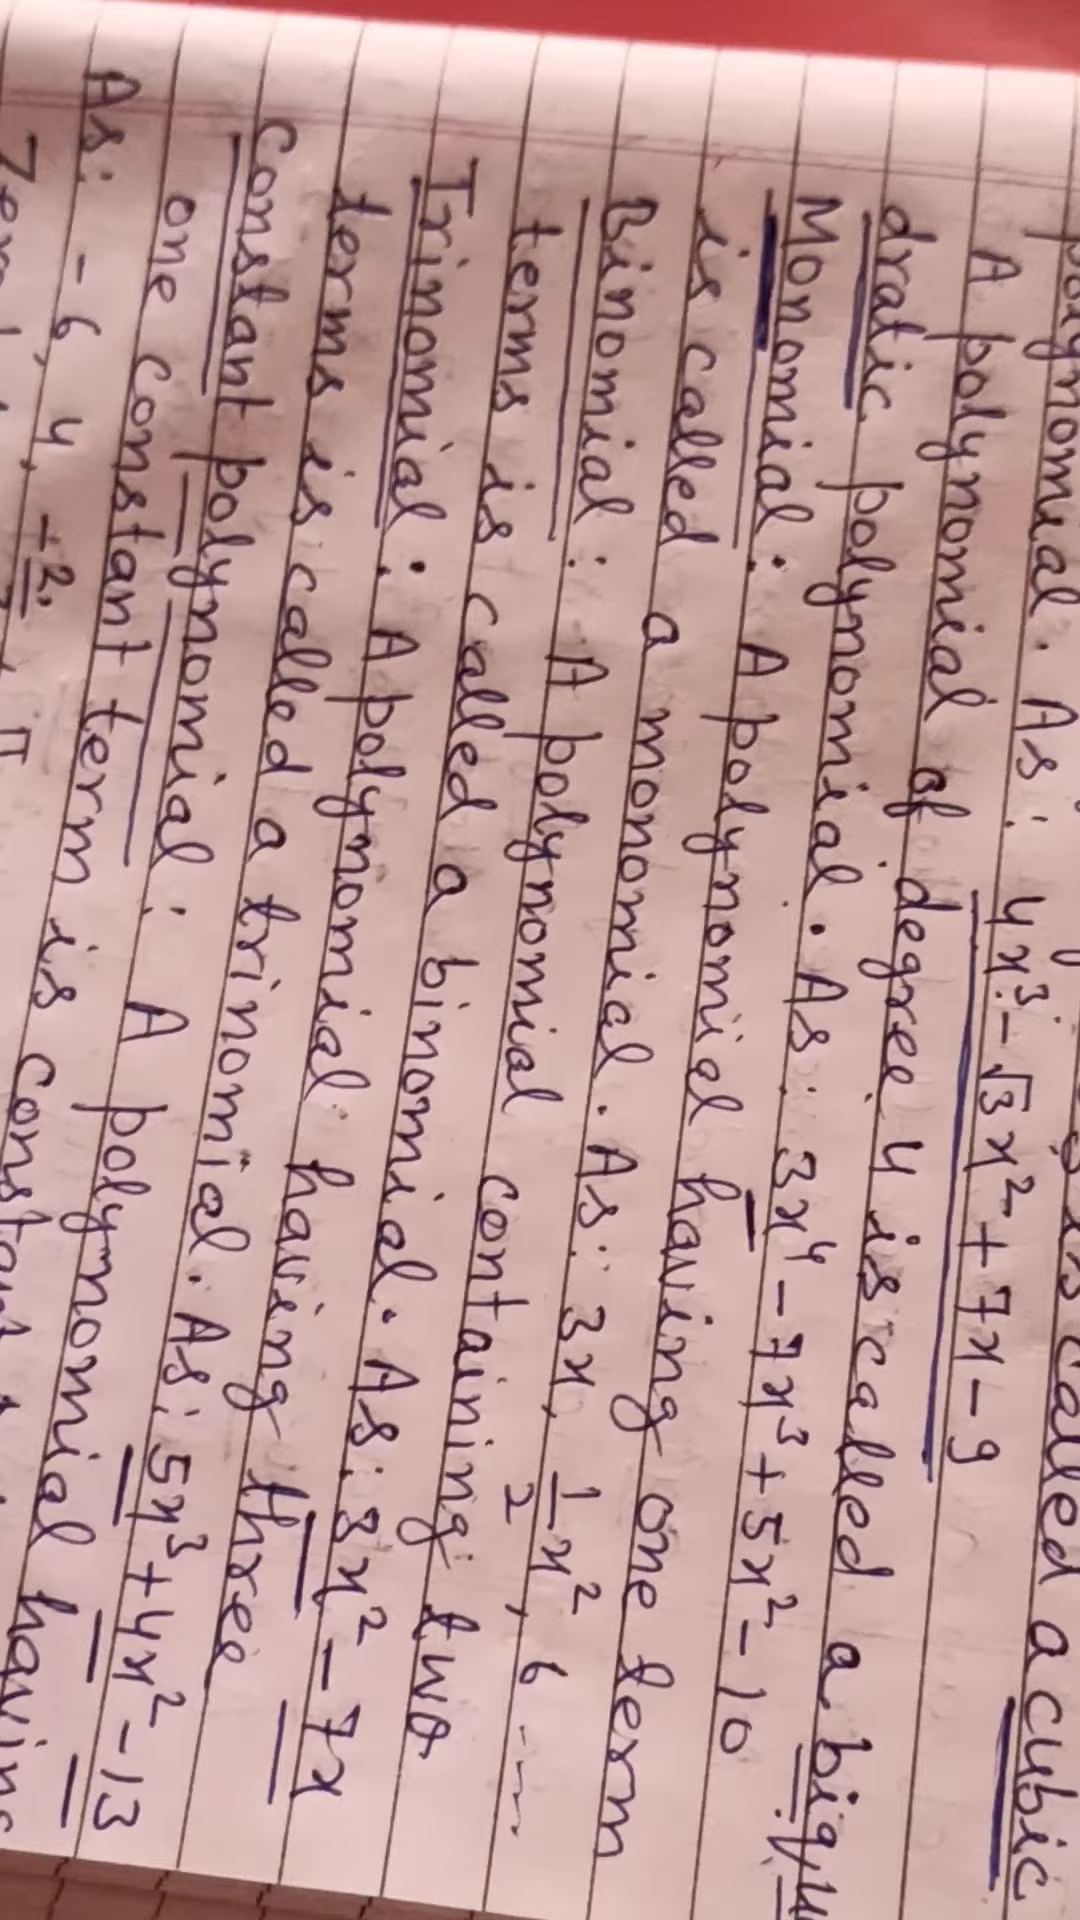 is called a cubic
polynomial. As: 4x³ - √3x² + 7x - 9
A polynomial of degree 4 is called a biqu
dratic polynomial. As: 3x⁴ - 7x³ + 5x² - 10
Monomial: A polynomial having one term
is called a monomial. As: 3x, 1/2 x², 6 ----
Binomial: A polynomial containing two
terms is called a binomial. As: 3x² - 7x
Trinomial: A polynomial having three
terms is called a trinomial. As: 5x³ + 4x² - 13
Constant polynomial: A polynomial having
one constant term is constant
As: - 6, 4,